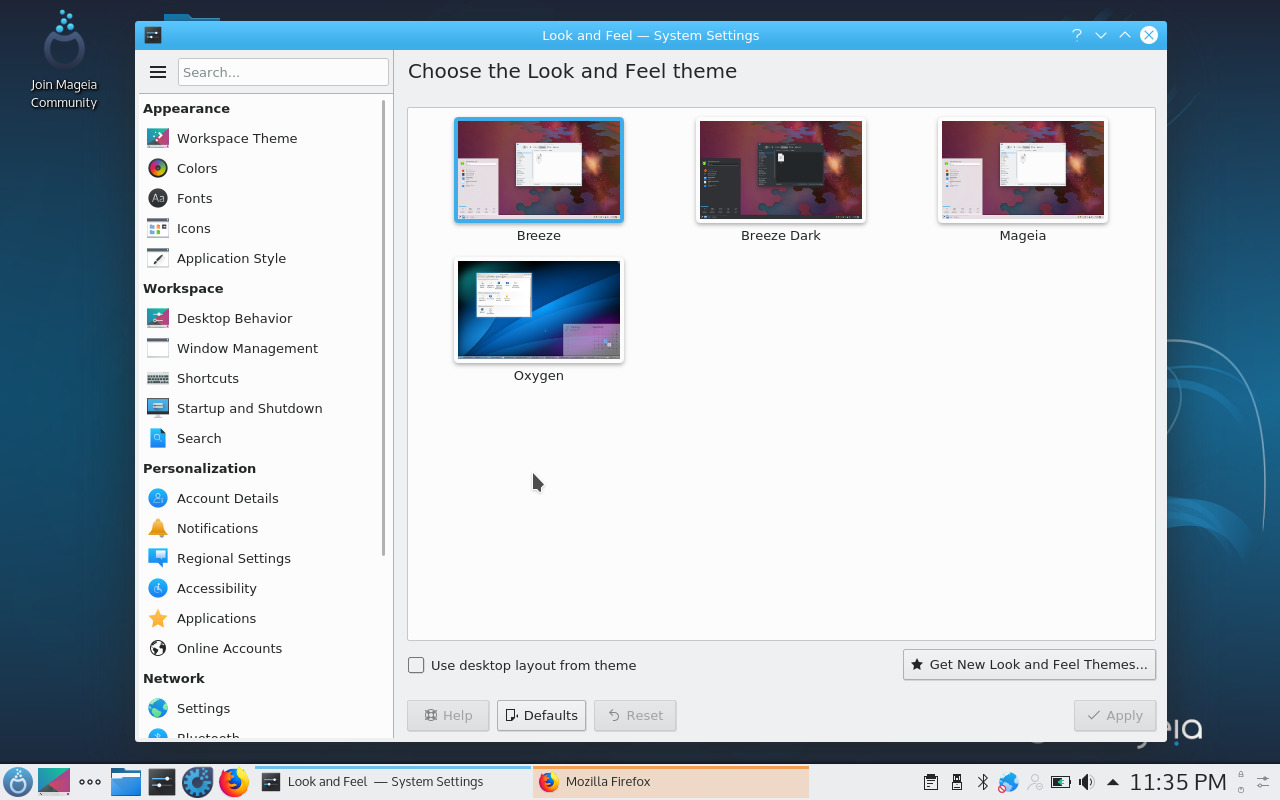 Join Mageia
Community
Look and Feel — System Settings
Search...
Appearance
Workspace Theme
Colors
Fonts
Icons
Application Style
Workspace
Desktop Behavior
Window Management
Shortcuts
Startup and Shutdown
Search
Personalization
Account Details
Notifications
Regional Settings
Accessibility
Applications
Online Accounts
Network
Settings
Bluetooth
Choose the Look and Feel theme
Breeze
Breeze Dark
Mageia
Oxygen
Use desktop layout from theme
Get New Look and Feel Themes...
Help
Defaults
Reset
Apply
Look and Feel — System Settings
Mozilla Firefox
11:35 PM